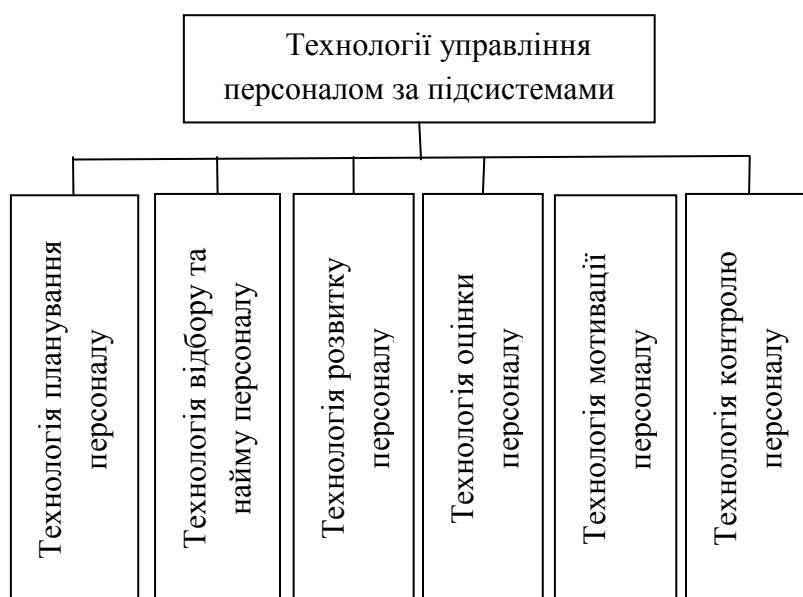 Технології управління
персоналом за підсистемами
Технологія планування
персоналу
Технологія відбору та
найму персоналу
Технологія розвитку
персоналу
Технологія оцінки
персоналу
Технологія мотивації
персоналу
Технологія контролю
персоналу